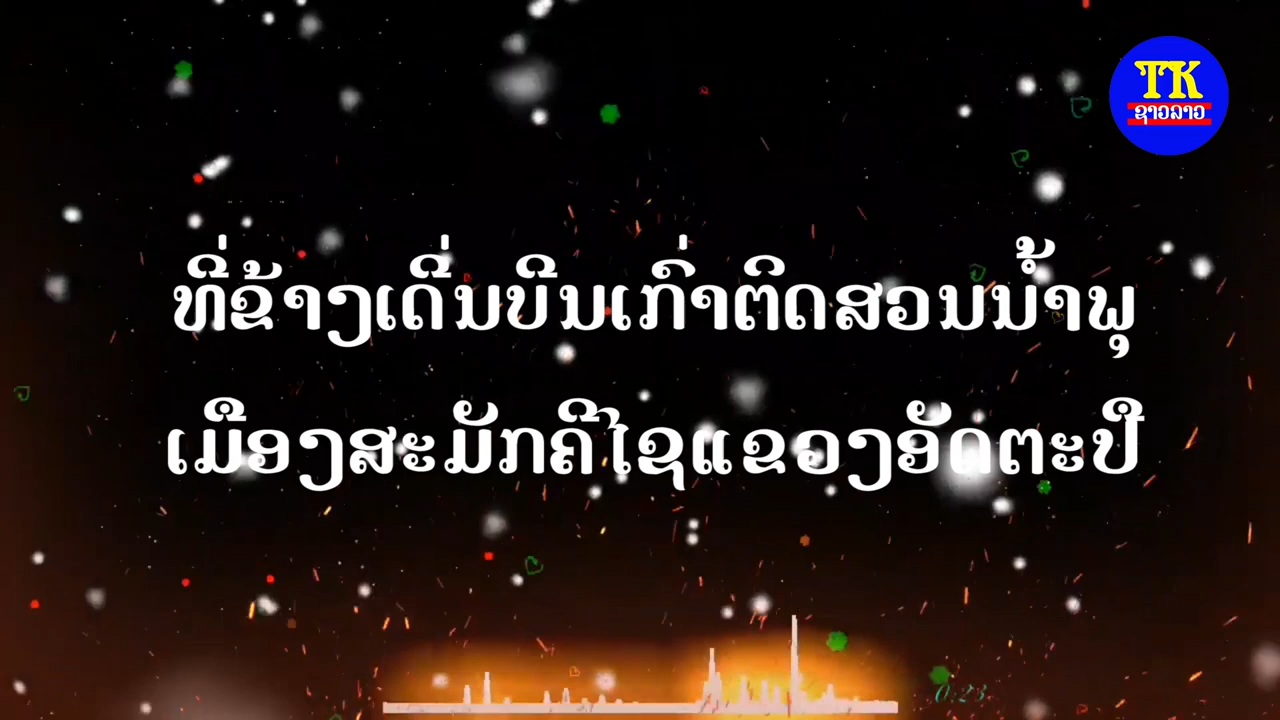 TK
ຊາວລາວ
ທີ່ຂ້າງເດີ່ນບິນເກົ່າຕິດສອນນ້ຳພຸ
ເມືອງສະມັກຄີໄຊແຂວງອັດຕະປື
0:23